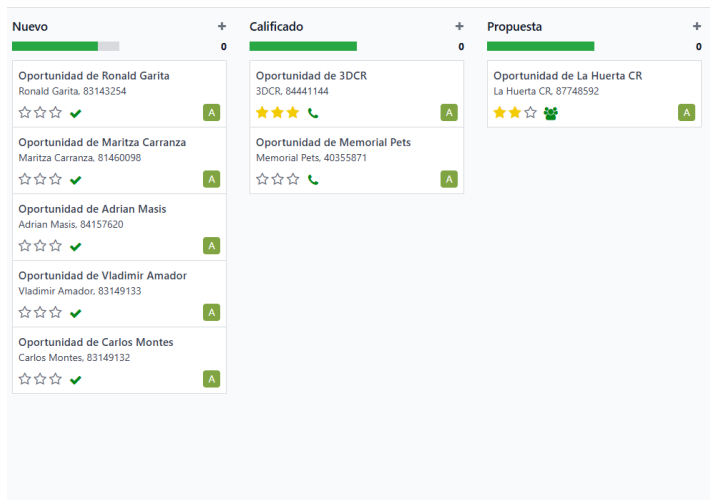 Nuevo +
0
Oportunidad de Ronald Garita
Ronald Garita, 83143254
A
Oportunidad de Maritza Carranza
Maritza Carranza, 81460098
A
Oportunidad de Adrian Masis
Adrian Masis, 84157620
A
Oportunidad de Vladimir Amador
Vladimir Amador, 83149133
A
Oportunidad de Carlos Montes
Carlos Montes, 83149132
A
Calificado +
0
Oportunidad de 3DCR
3DCR, 84441144
A
Oportunidad de Memorial Pets
Memorial Pets, 40355871
A
Propuesta +
0
Oportunidad de La Huerta CR
La Huerta CR, 87748592
A